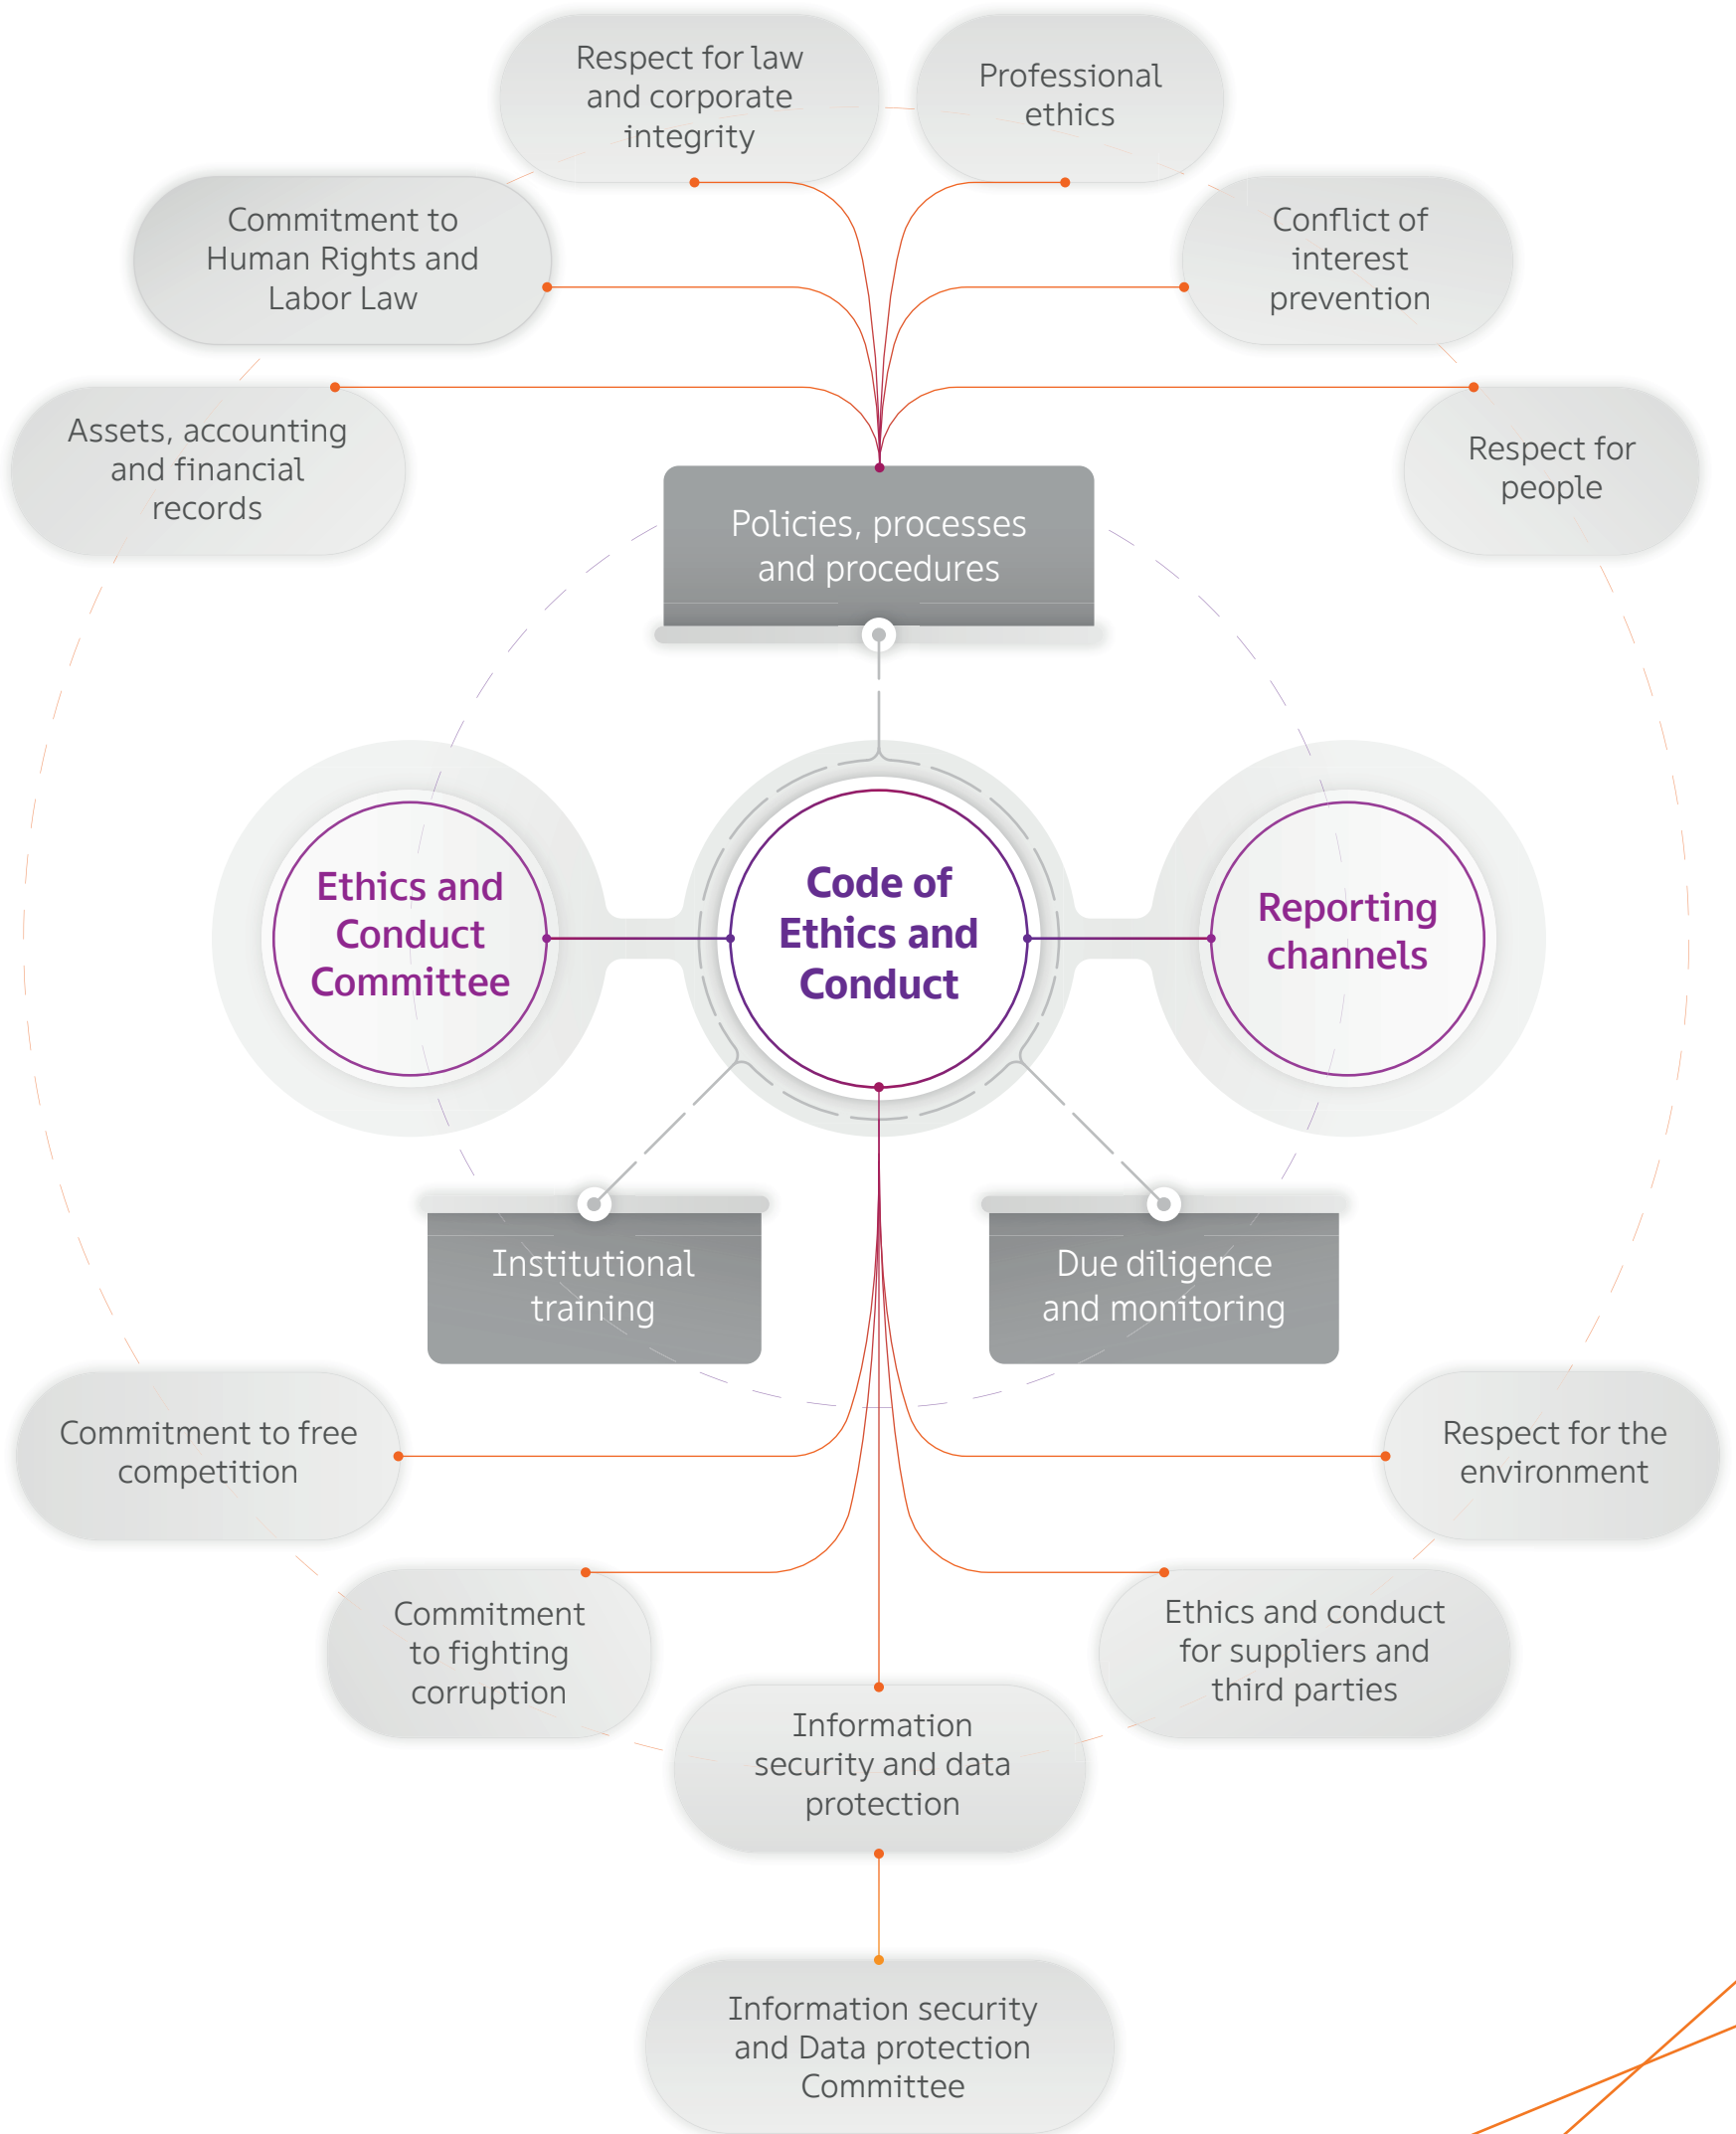 Respect for law
and corporate
integrity
Professional
ethics
Commitment to
Human Rights and
Labor Law
Conflict of
interest
prevention
Assets, accounting
and financial
records
Respect for
people
Policies, processes
and procedures
Ethics and
Conduct
Committee
Code of
Ethics and
Conduct
Reporting
channels
Institutional
training
Due diligence
and monitoring
Commitment to free
competition
Respect for the
environment
Commitment
to fighting
corruption
Ethics and conduct
for suppliers and
third parties
Information
security and data
protection
Information security
and Data protection
Committee